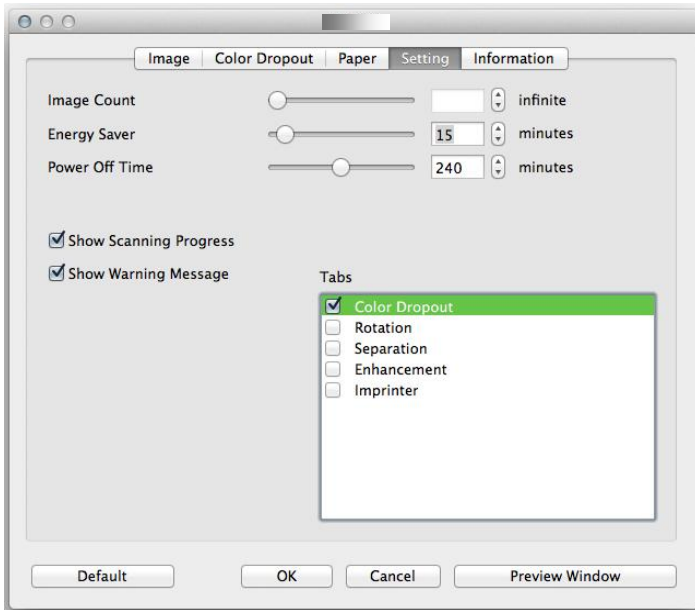 Image Color Dropout Paper Setting Information
Image Count infinite
Energy Saver 15 minutes
Power Off Time 240 minutes
Show Scanning Progress
Show Warning Message
Tabs
Color Dropout
Rotation
Separation
Enhancement
Imprinter
Default OK Cancel Preview Window